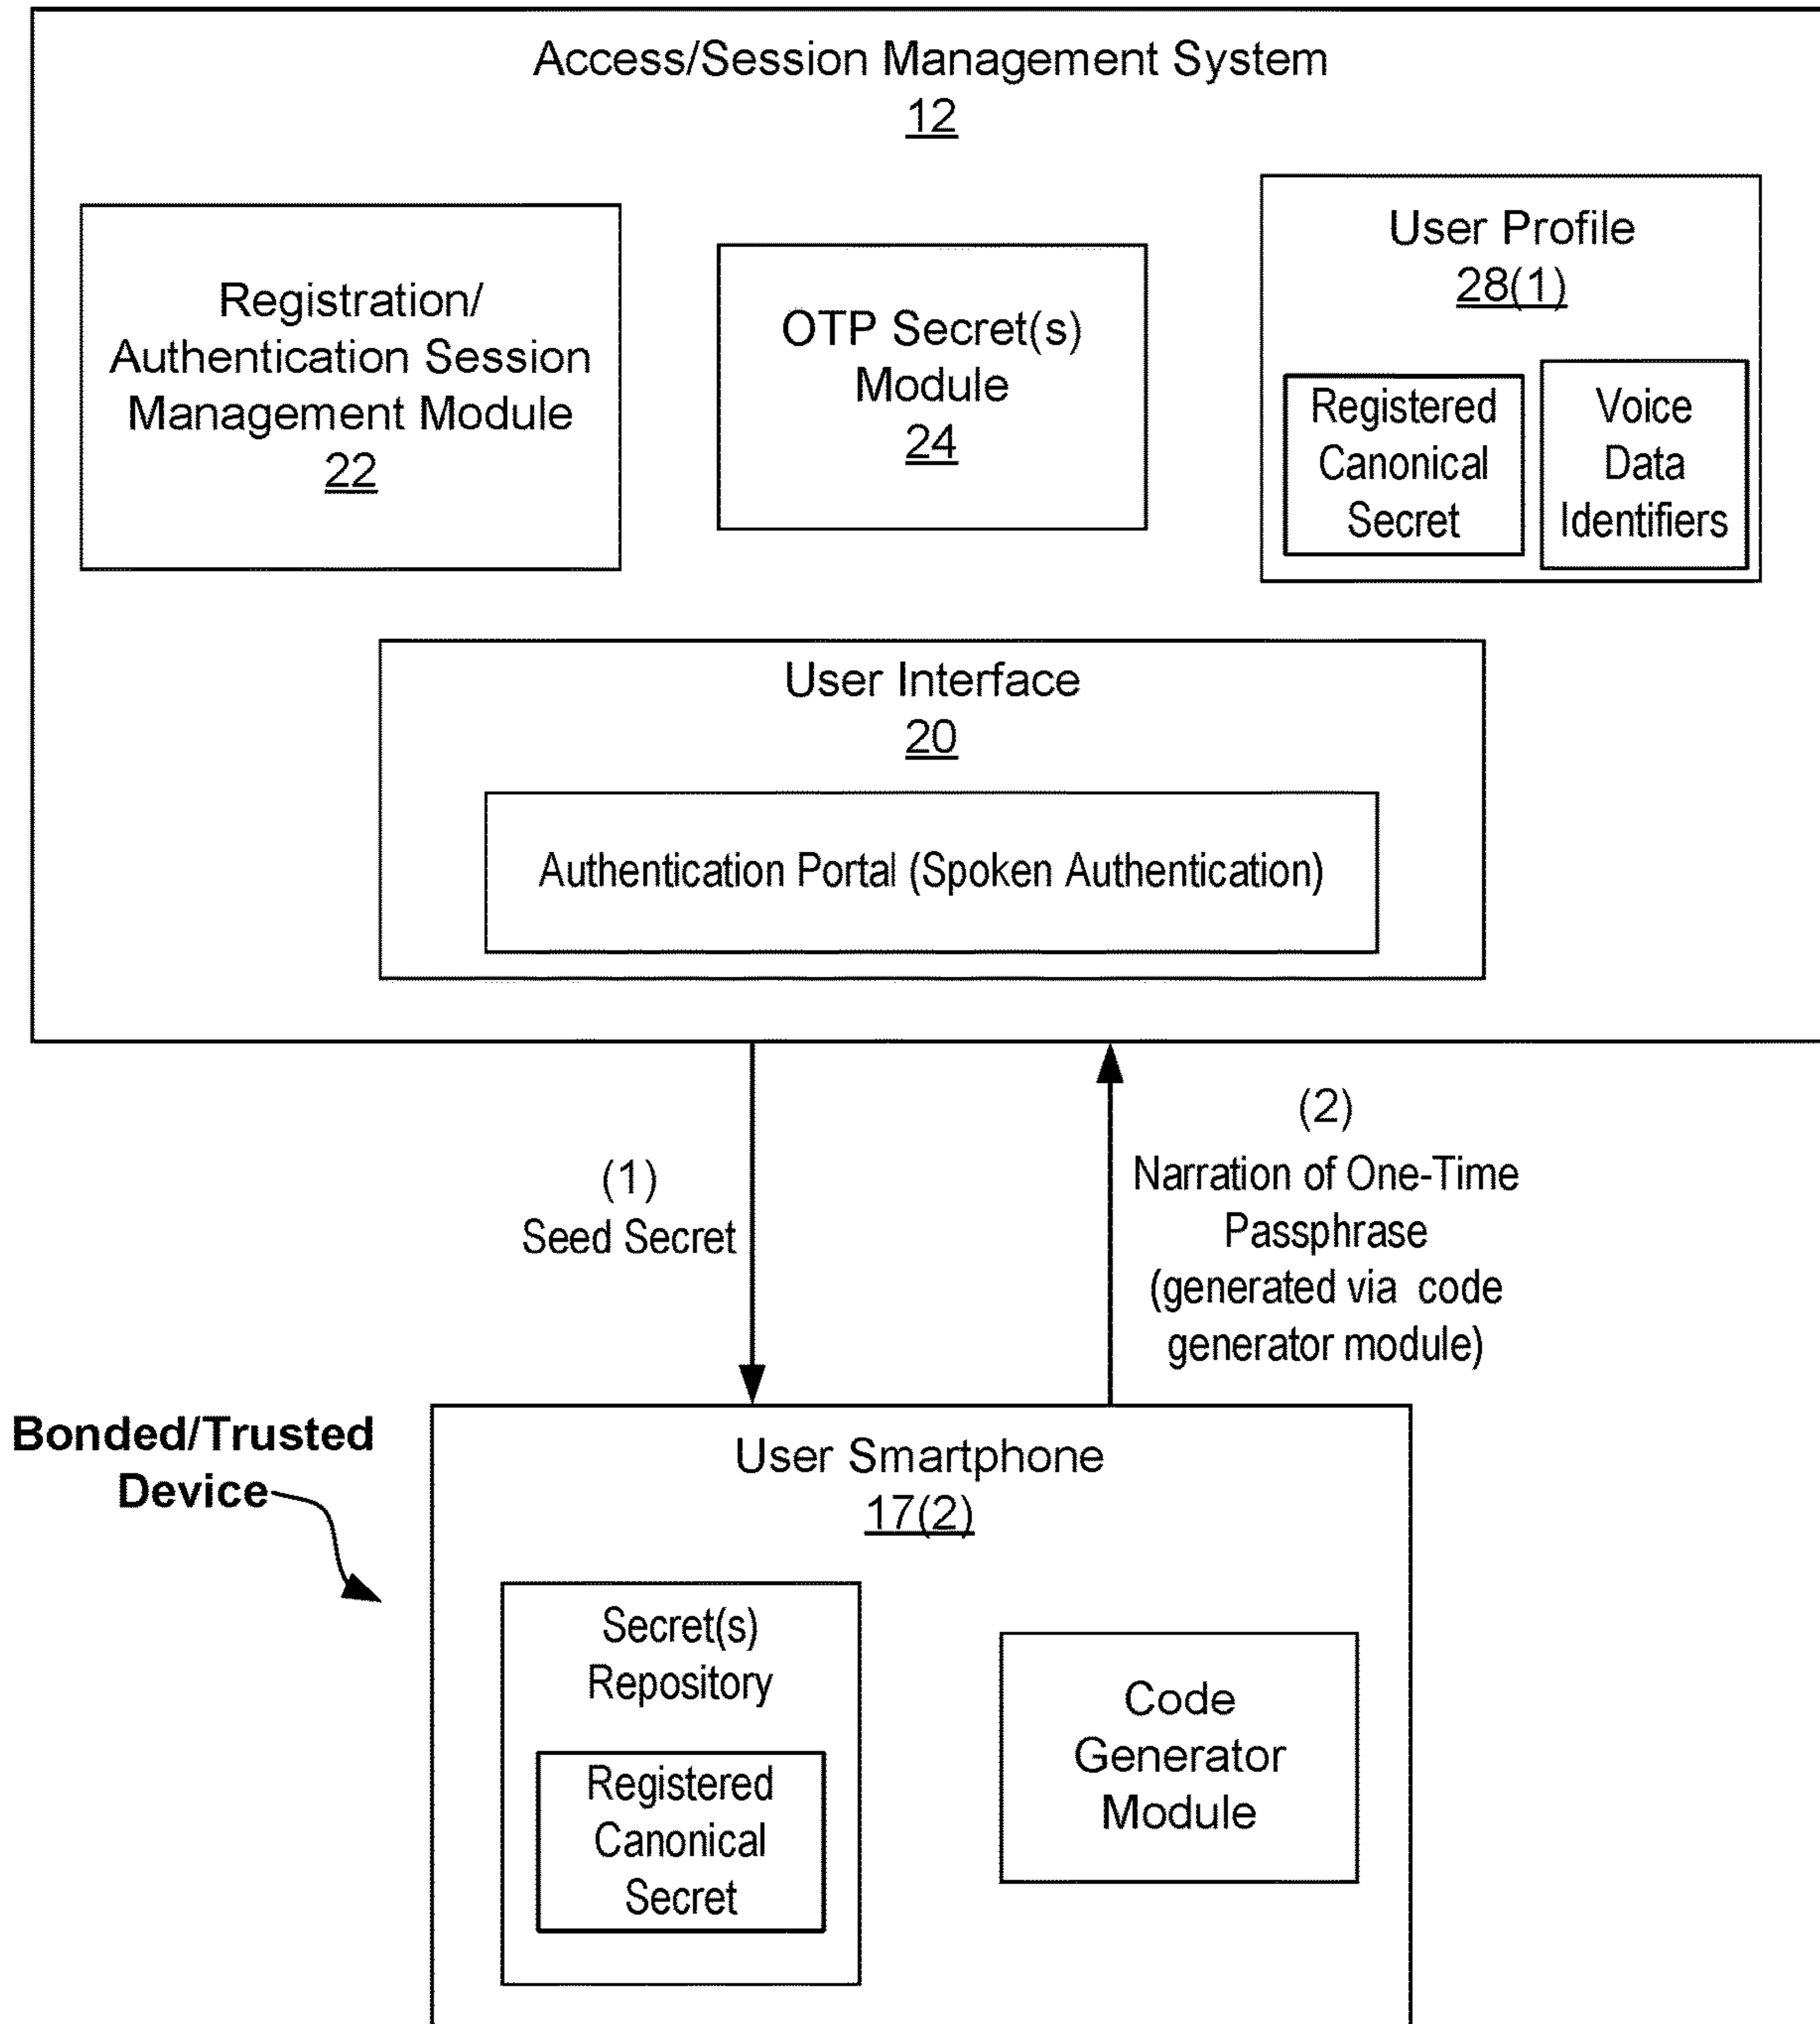 Access/Session Management System
12
Registration/
Authentication Session
Management Module
22
OTP Secret(s)
Module
24
User Profile
28(1)
Registered
Canonical
Secret
Voice
Data
Identifiers
User Interface
20
Authentication Portal (Spoken Authentication)
(1)
Seed Secret
(2)
Narration of One-Time
Passphrase
(generated via code
generator module)
Bonded/Trusted
Device
User Smartphone
17(2)
Secret(s)
Repository
Registered
Canonical
Secret
Code
Generator
Module